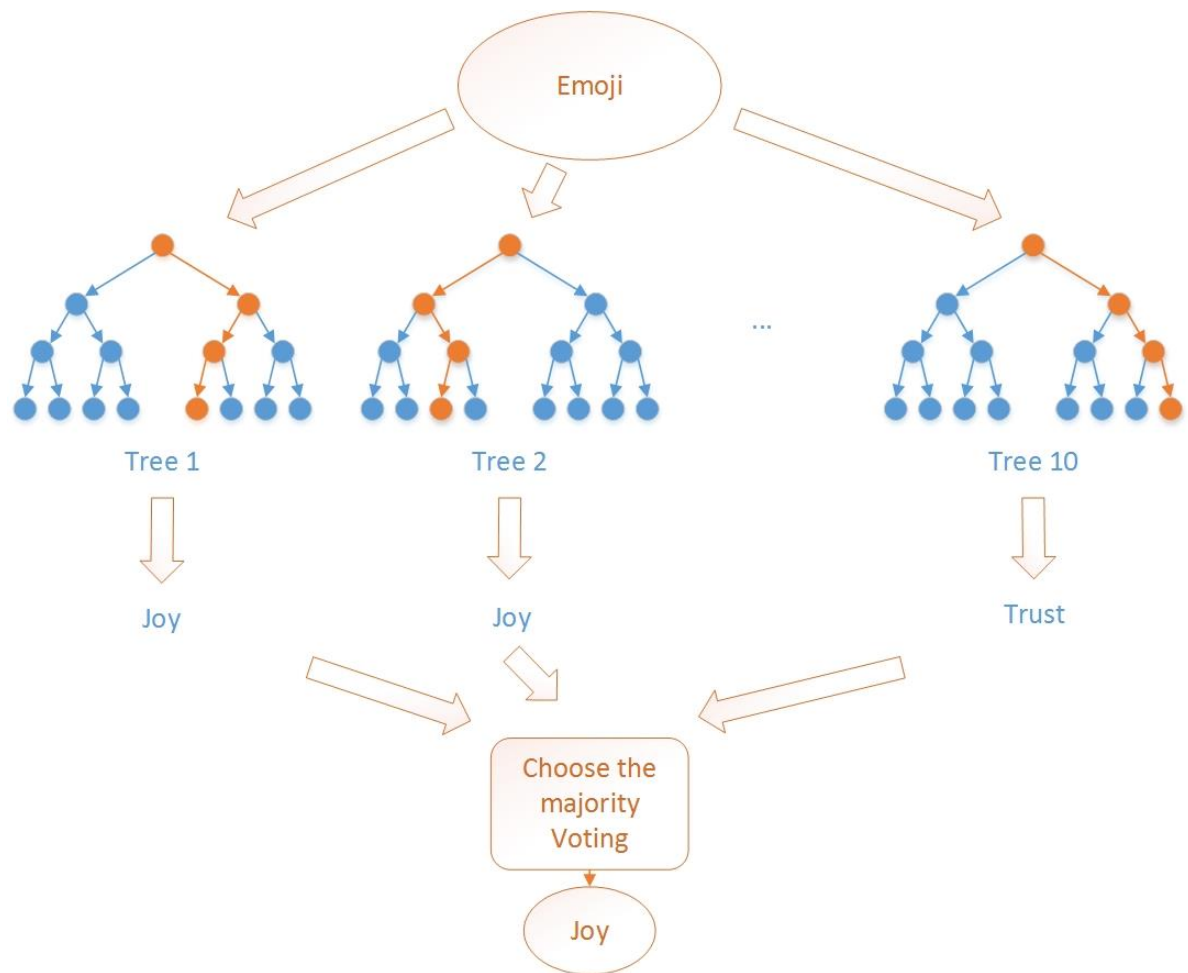 Emoji
...
Tree 1
Tree 2
Tree 10
Joy
Joy
Trust
Choose the
majority
Voting
Joy